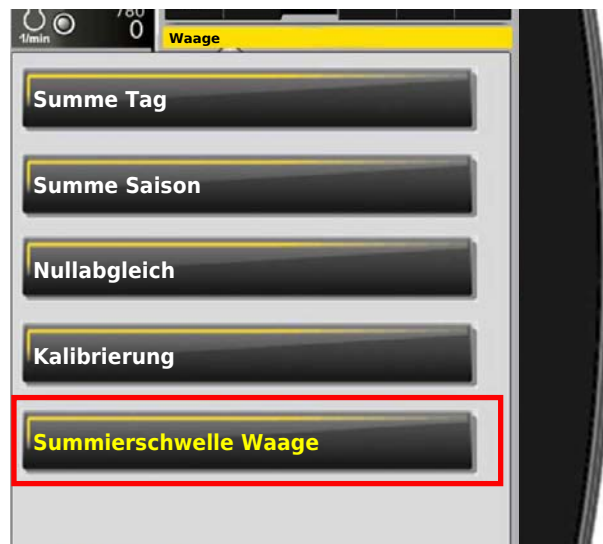 780
1/min
0
Waage
Summe Tag
Summe Saison
Nullabgleich
Kalibrierung
Summierschwelle Waage